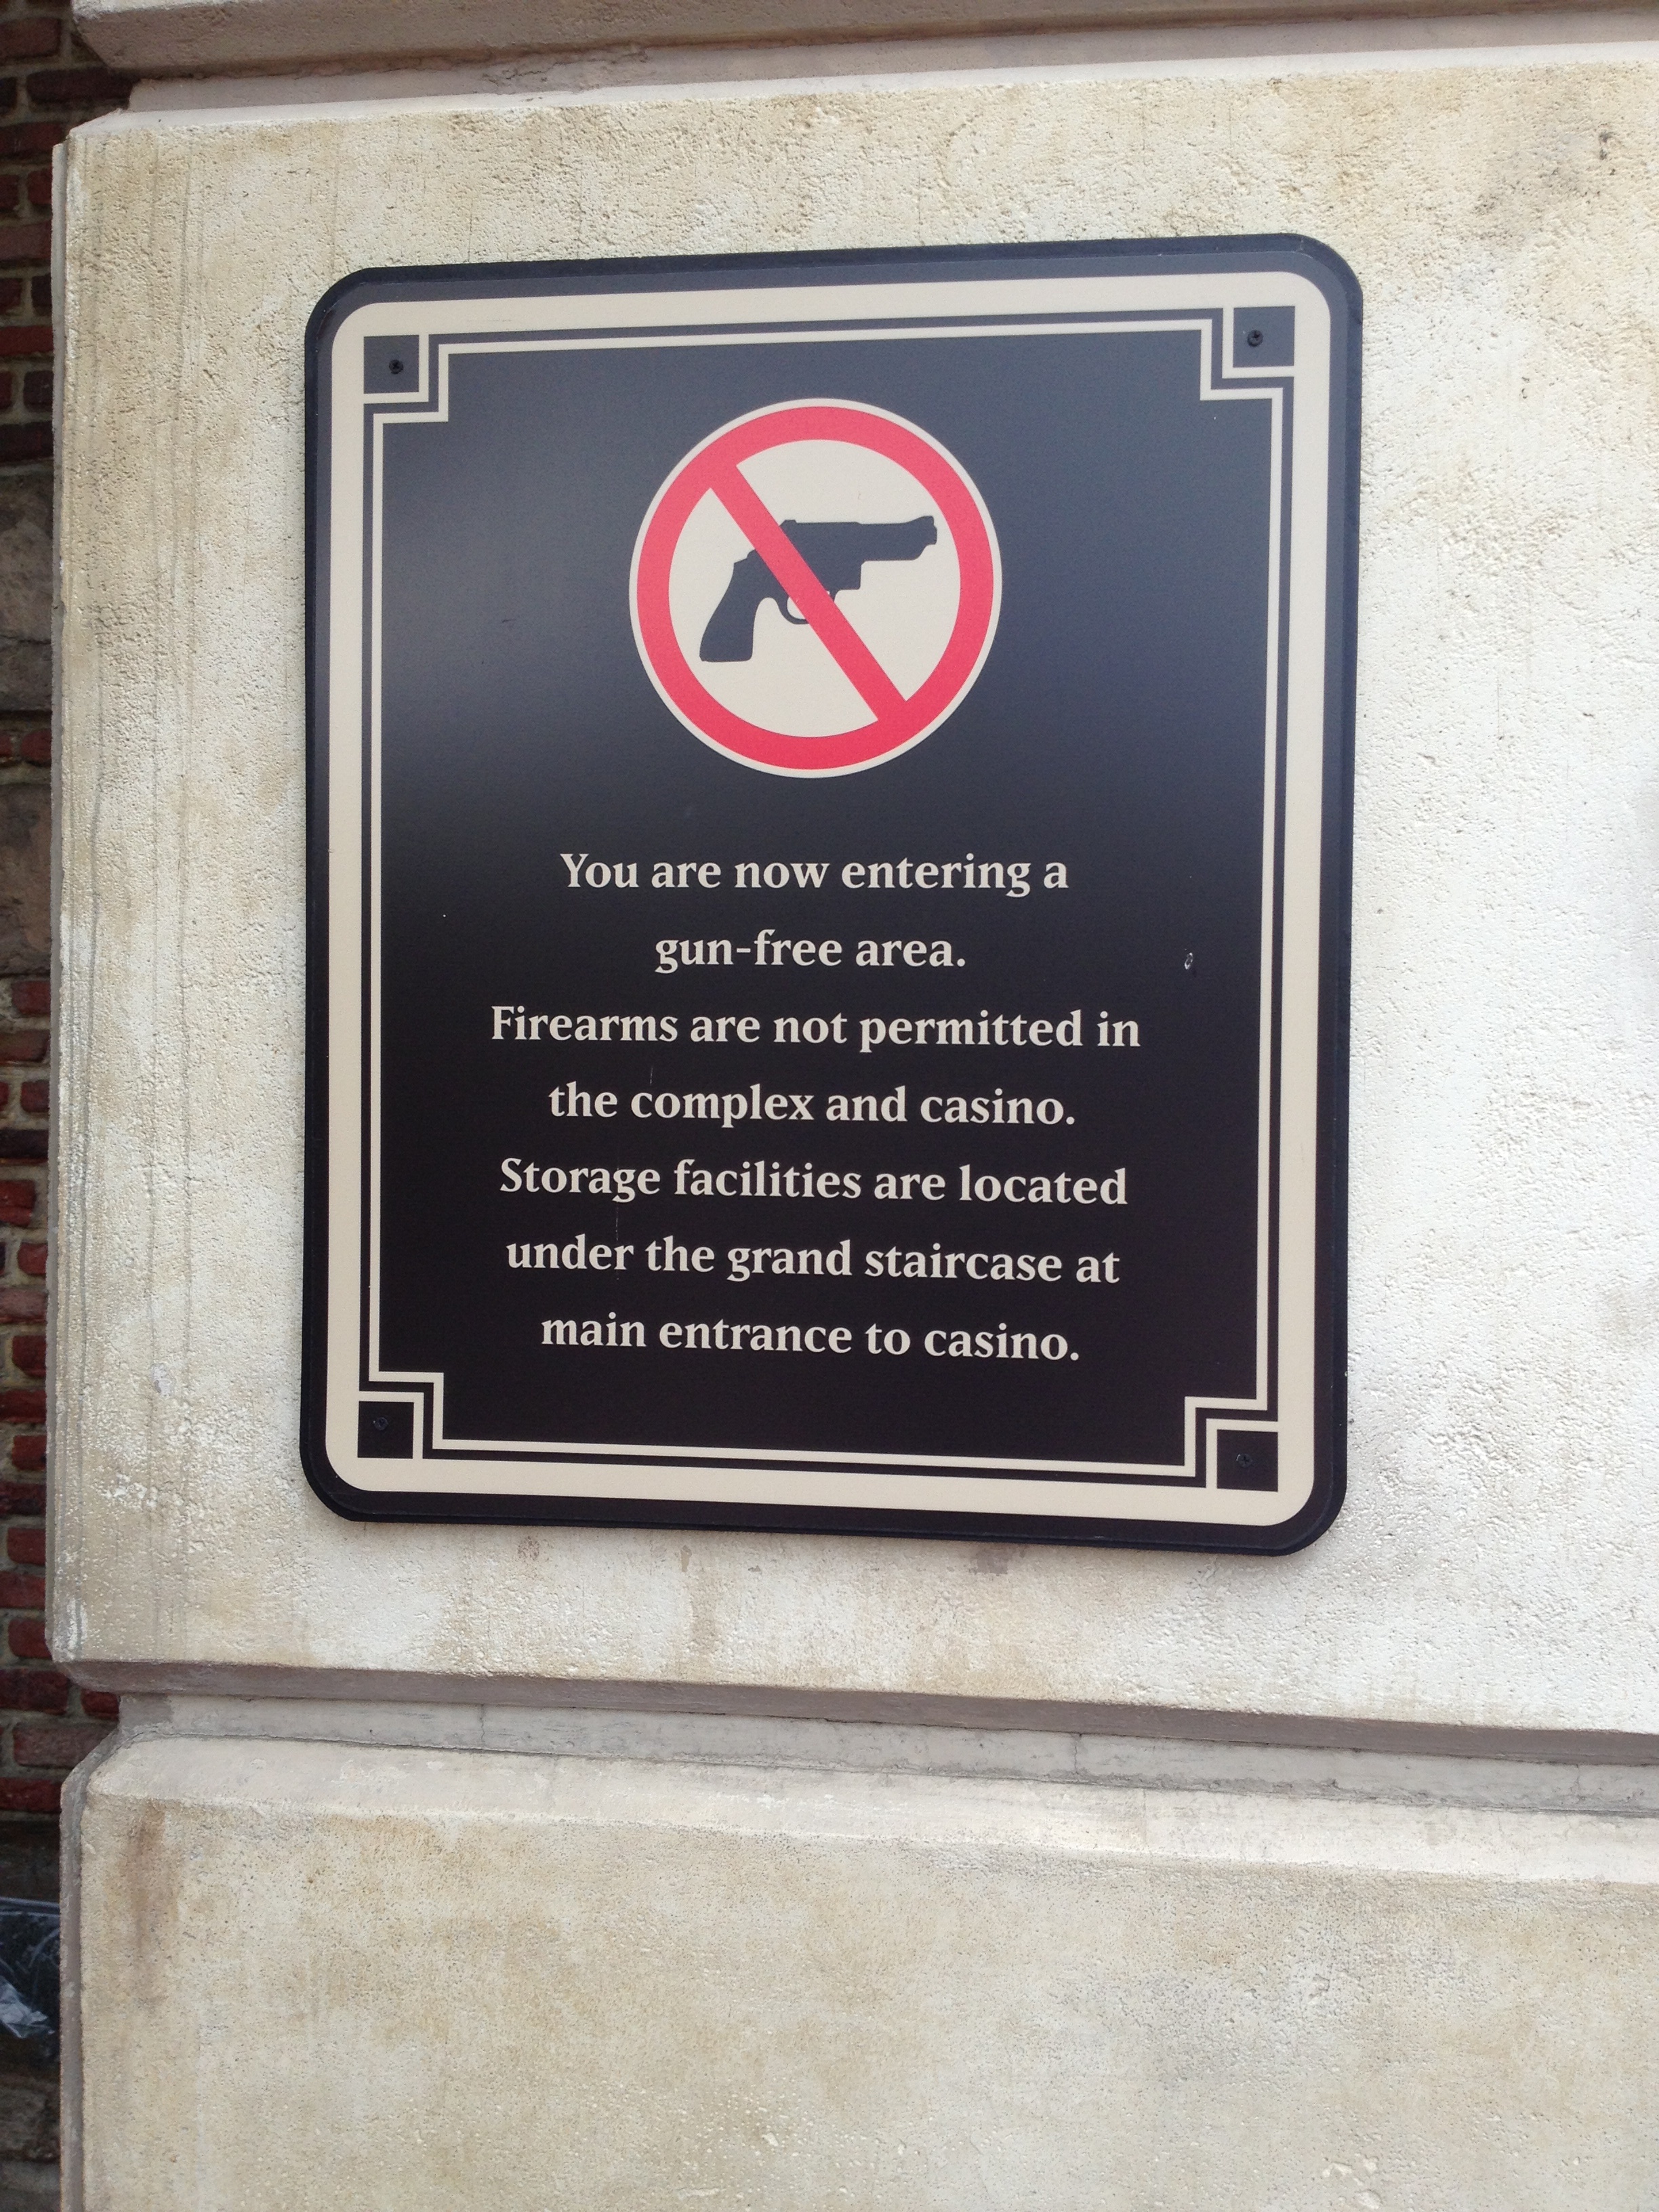 You are now entering a
gun-free area.
Firearms are not permitted in
the complex and casino.
Storage facilities are located
under the grand staircase at
main entrance to casino.